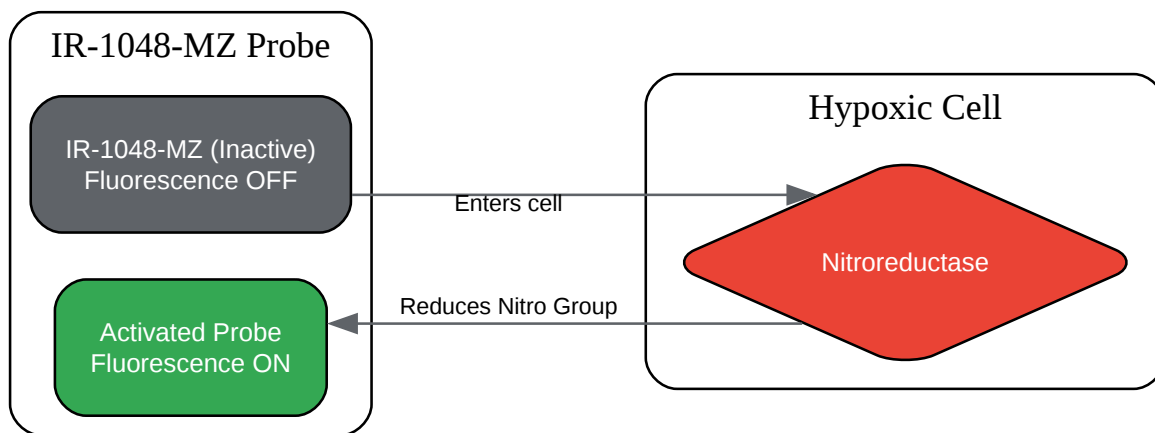 IR-1048-MZ Probe
IR-1048-MZ (Inactive)
Fluorescence OFF
Enters cell
Hypoxic Cell
Nitroreductase
Reduces Nitro Group
Activated Probe
Fluorescence ON